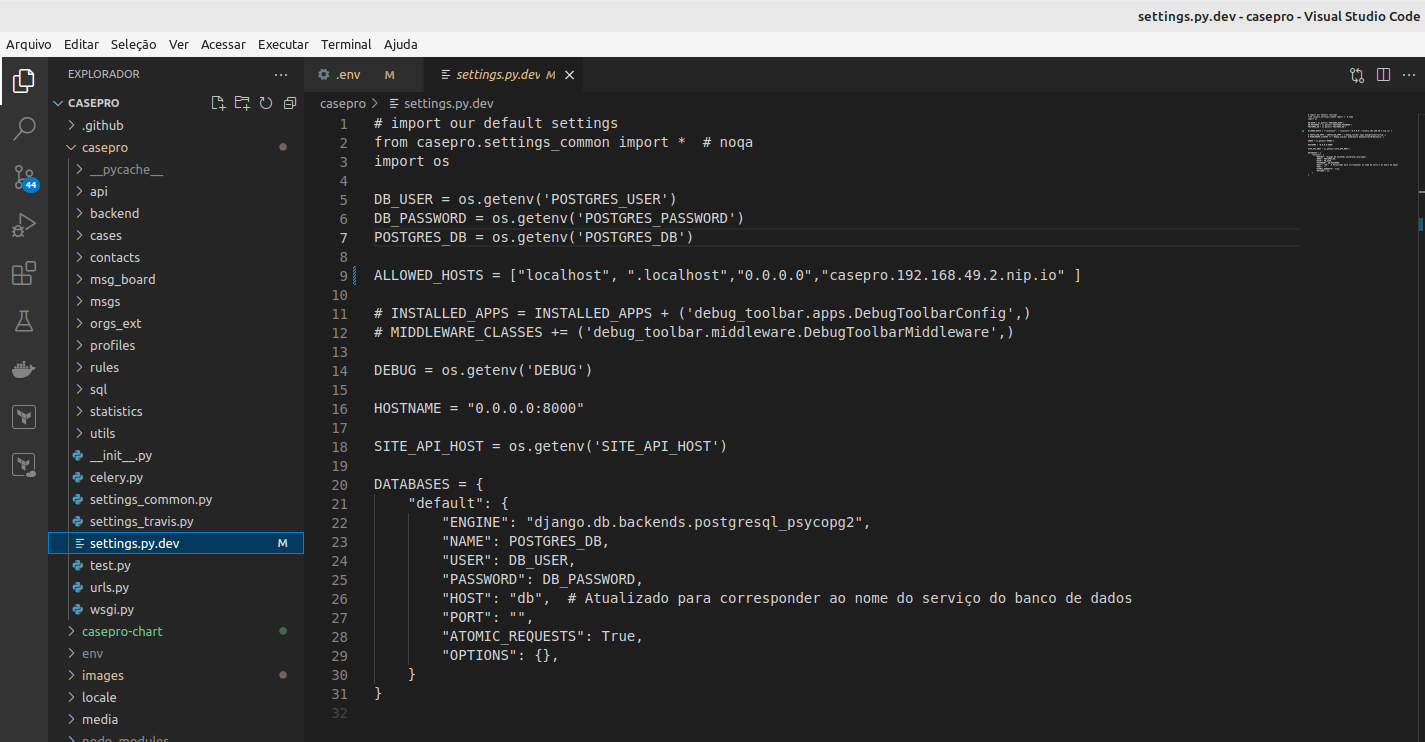 settings.py.dev - casepro - Visual Studio Code
Arquivo Editar Seleção Ver Acessar Executar Terminal Ajuda
EXPLORADOR ...
.env M
settings.py.dev M
CASEPRO
casepro > settings.py.dev
.github
casepro
__pycache__
api
backend
cases
contacts
msg_board
msgs
orgs_ext
profiles
rules
sql
statistics
utils
__init__.py
celery.py
settings_common.py
settings_travis.py
settings.py.dev M
test.py
urls.py
wsgi.py
casepro-chart
env
images
locale
media
node_modules
44
1 # import our default settings
2 from casepro.settings_common import *  # noqa
3 import os
4
5 DB_USER = os.getenv('POSTGRES_USER')
6 DB_PASSWORD = os.getenv('POSTGRES_PASSWORD')
7 POSTGRES_DB = os.getenv('POSTGRES_DB')
8
9 ALLOWED_HOSTS = ["localhost", ".localhost","0.0.0.0","casepro.192.168.49.2.nip.io" ]
10
11 # INSTALLED_APPS = INSTALLED_APPS + ('debug_toolbar.apps.DebugToolbarConfig',)
12 # MIDDLEWARE_CLASSES += ('debug_toolbar.middleware.DebugToolbarMiddleware',)
13
14 DEBUG = os.getenv('DEBUG')
15
16 HOSTNAME = "0.0.0.0:8000"
17
18 SITE_API_HOST = os.getenv('SITE_API_HOST')
19
20 DATABASES = {
21     "default": {
22         "ENGINE": "django.db.backends.postgresql_psycopg2",
23         "NAME": POSTGRES_DB,
24         "USER": DB_USER,
25         "PASSWORD": DB_PASSWORD,
26         "HOST": "db",  # Atualizado para corresponder ao nome do serviço do banco de dados
27         "PORT": "",
28         "ATOMIC_REQUESTS": True,
29         "OPTIONS": {},
30     }
31 }
32